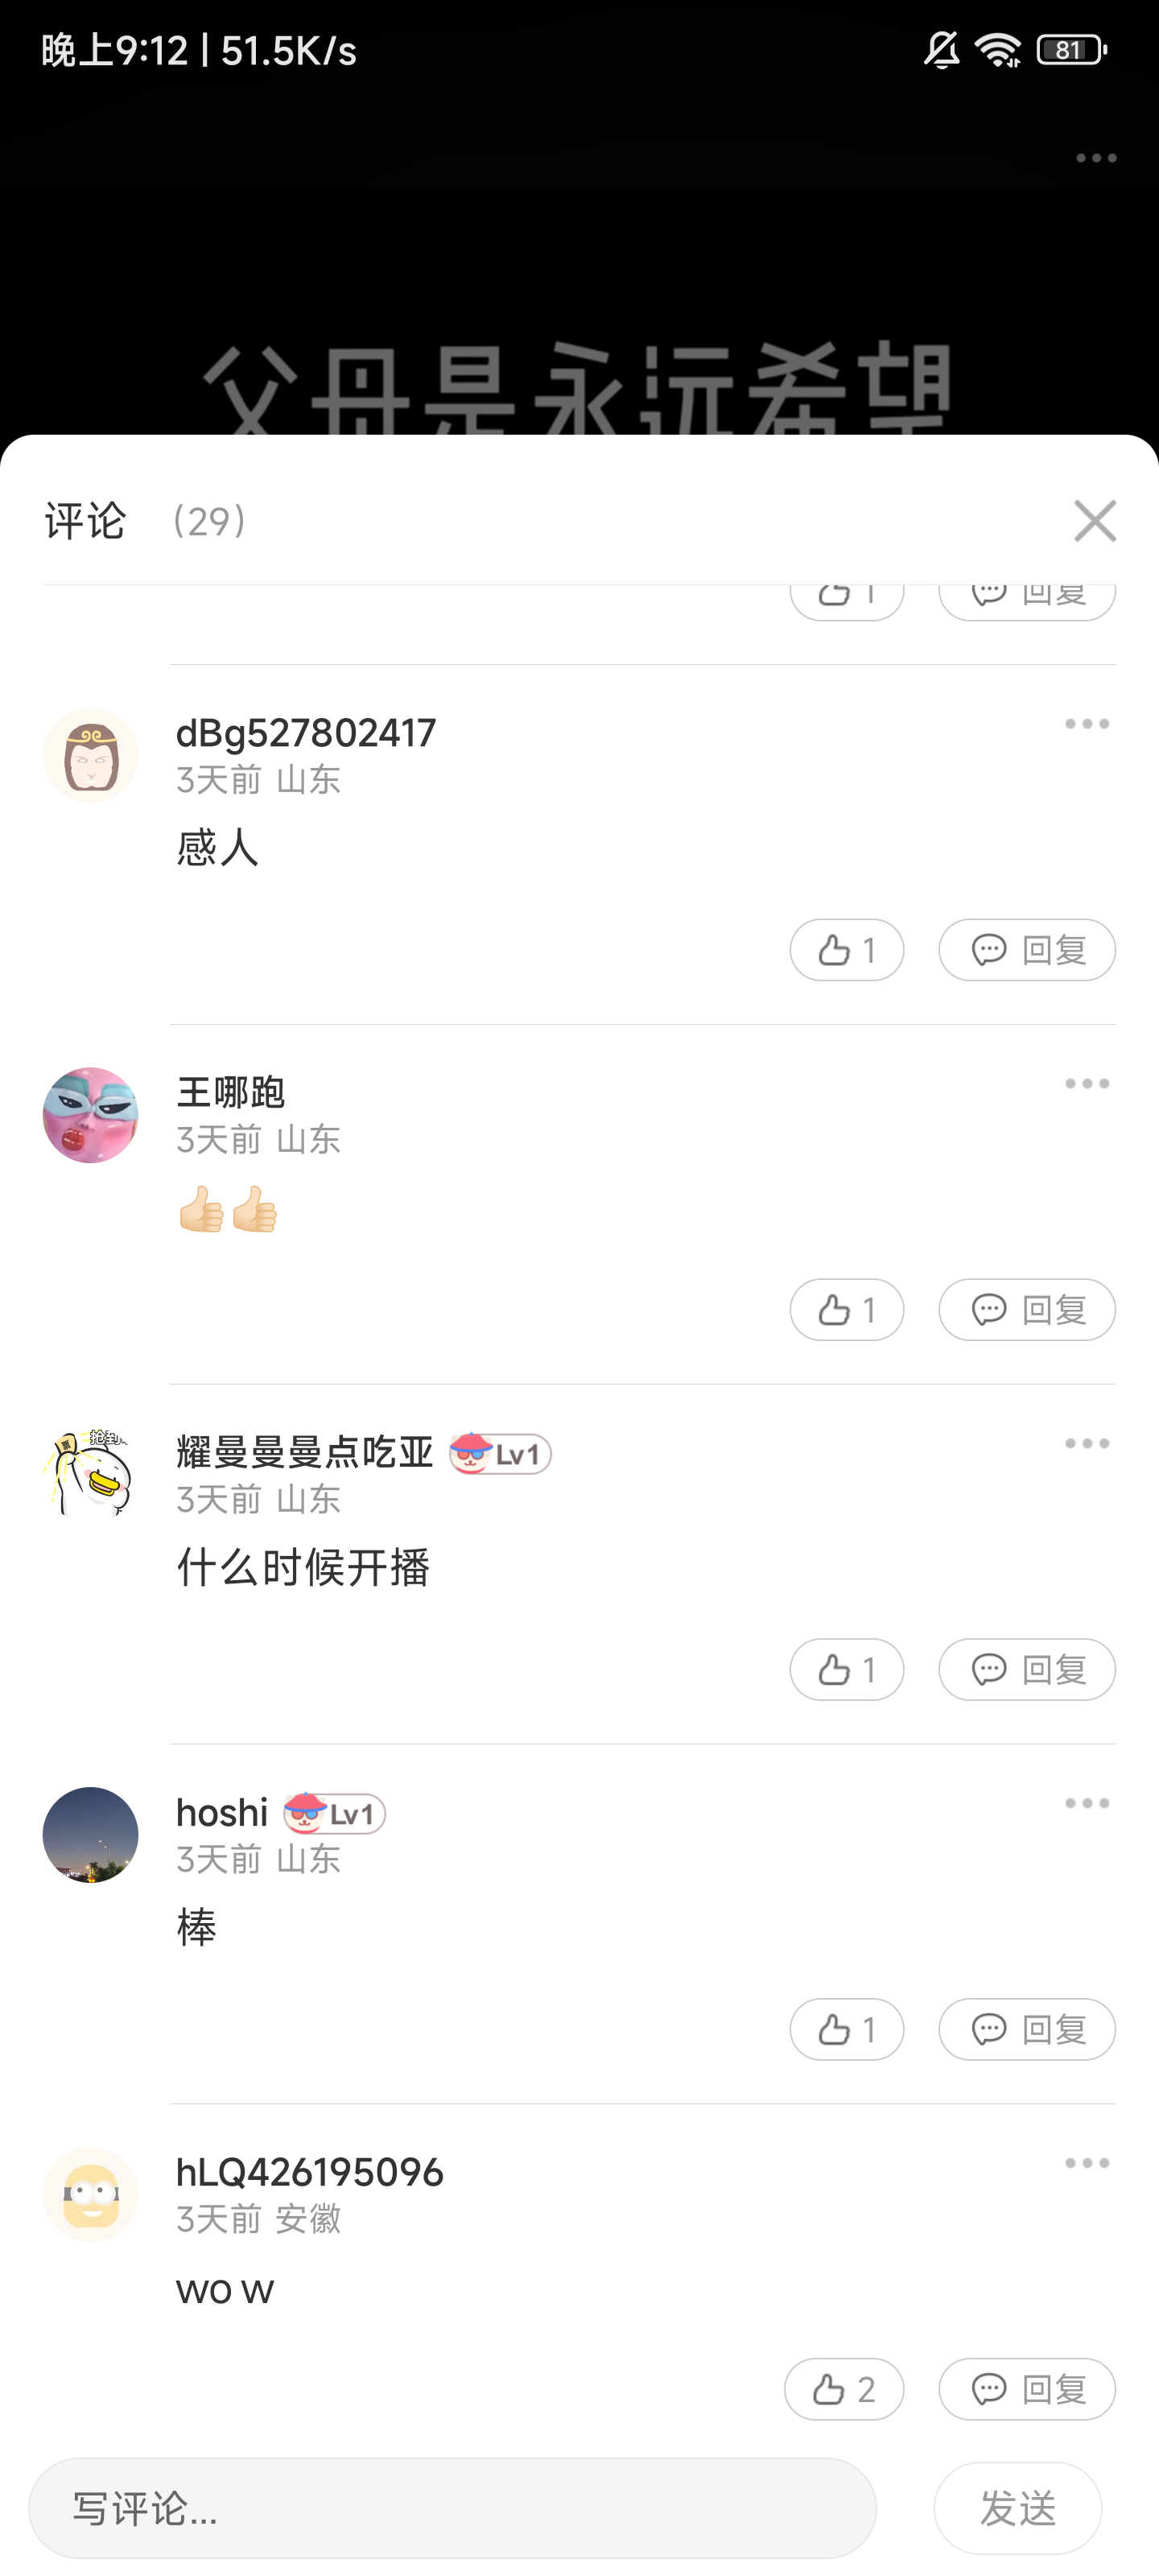 晚上9:12 | 51.5K/s
81
父母是永远希望
评论 (29)
1 回复
dBg527802417
3天前 山东
感人
1 回复
王哪跑
3天前 山东
👍🏻👍🏻
1 回复
耀曼曼曼点吃亚 Lv1
3天前 山东
什么时候开播
1 回复
hoshi Lv1
3天前 山东
棒
1 回复
hLQ426195096
3天前 安徽
wo w
2 回复
写评论... 发送